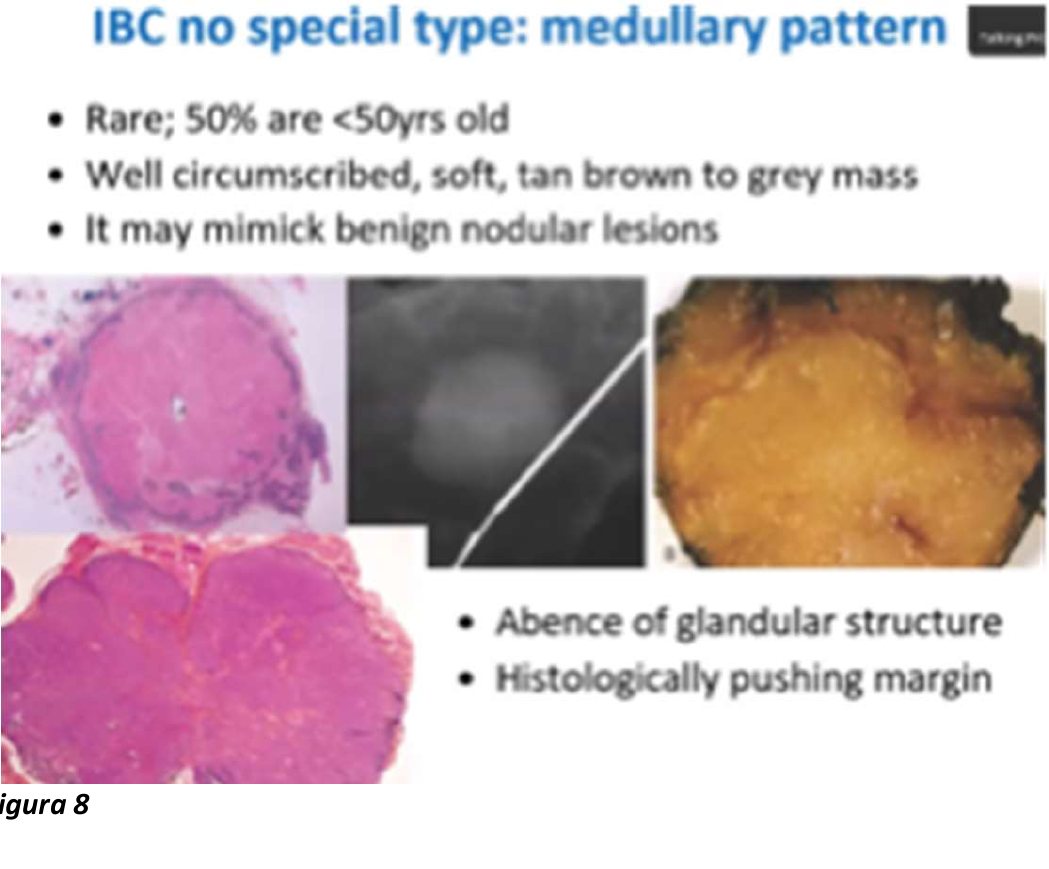 IBC no special type: medullary pattern
• Rare; 50% are <50yrs old
• Well circumscribed, soft, tan brown to grey mass
• It may mimick benign nodular lesions
• Abence of glandular structure
• Histologically pushing margin
igura 8